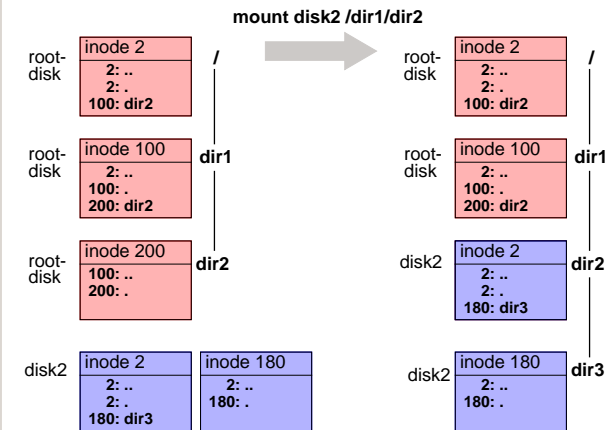 mount disk2 /dir1/dir2
root-
disk
inode 2
2: ..
2: .
100: dir2
/
root-
disk
inode 100
2: ..
100: .
200: dir2
dir1
root-
disk
inode 200
100: ..
200: .
dir2
disk2
inode 2
2: ..
2: .
180: dir3
inode 180
2: ..
180: .
root-
disk
inode 2
2: ..
2: .
100: dir2
/
root-
disk
inode 100
2: ..
100: .
200: dir2
dir1
disk2
inode 2
2: ..
2: .
180: dir3
dir2
disk2
inode 180
2: ..
180: .
dir3